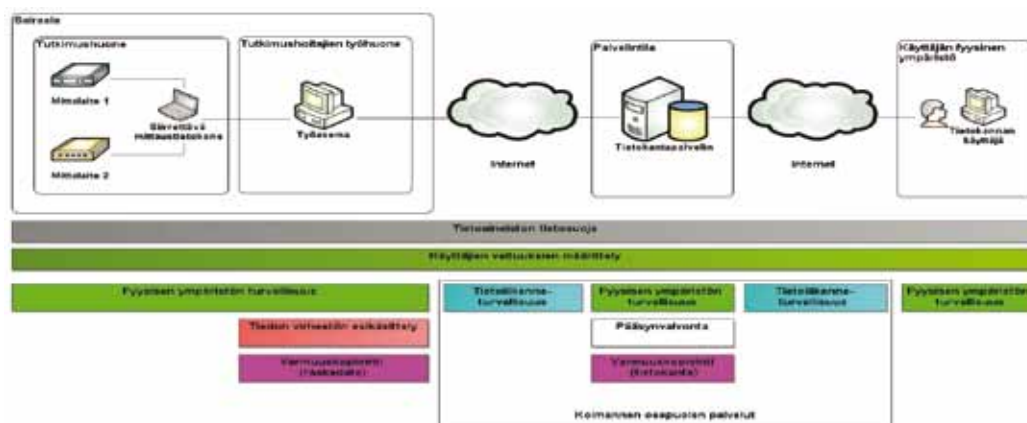 Sairaala
Tutkimushuone
Mittalaite 1
Siirrettävä
mittaustietokone
Mittalaite 2
Tutkimushoitajien työhuone
Työasema
Internet
Palvelintila
Tietokantapalvelin
Internet
Käyttäjän fyysinen
ympäristö
Tietokannan
käyttäjä
Tietoaineiston tietosuoja
Käyttäjien valtuuksien määrittely
Fyysisen ympäristön turvallisuus
Tietoliikenne-
turvallisuus
Fyysisen ympäristön
turvallisuus
Tietoliikenne-
turvallisuus
Fyysisen ympäristön
turvallisuus
Tiedon virheetön esikäsittely
Pääsynvalvonta
Varmuuskopiointi
(raakadata)
Varmuuskopiointi
(tietokanta)
Kolmannen osapuolen palvelut